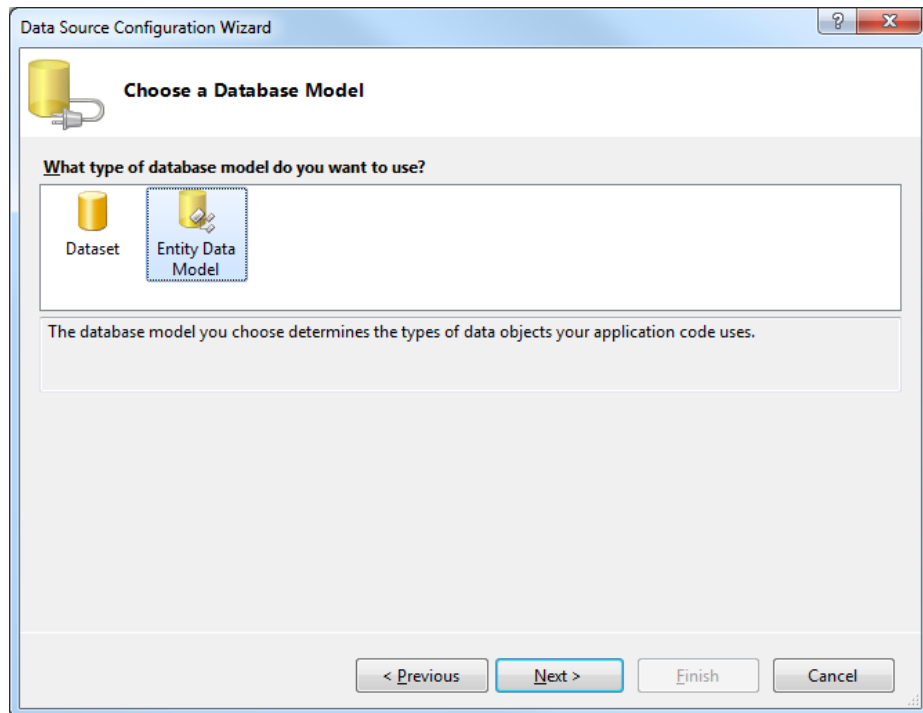 Data Source Configuration Wizard
?
X
Choose a Database Model
What type of database model do you want to use?
Dataset
Entity Data
Model
The database model you choose determines the types of data objects your application code uses.
< Previous
Next >
Finish
Cancel